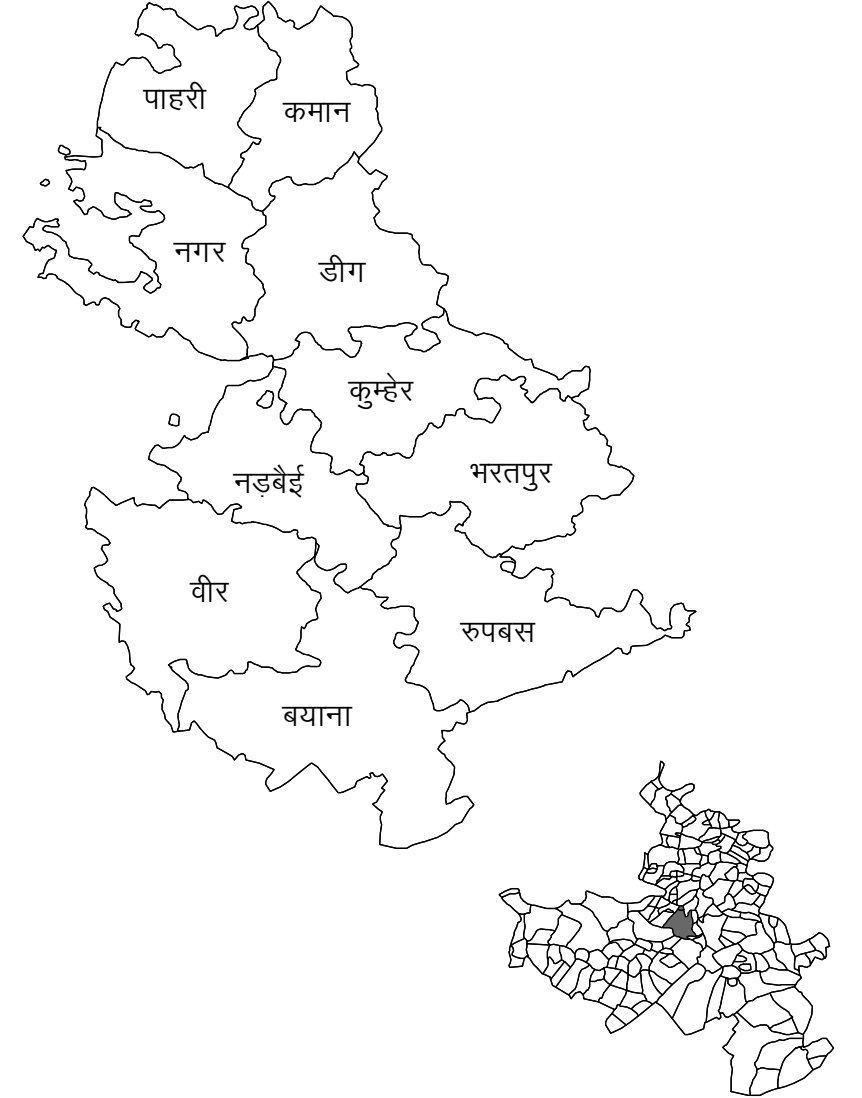 पाहरी
कमान
नगर
डीग
कुम्हेर
नड़बैई
भरतपुर
वीर
रुपबस
बयाना